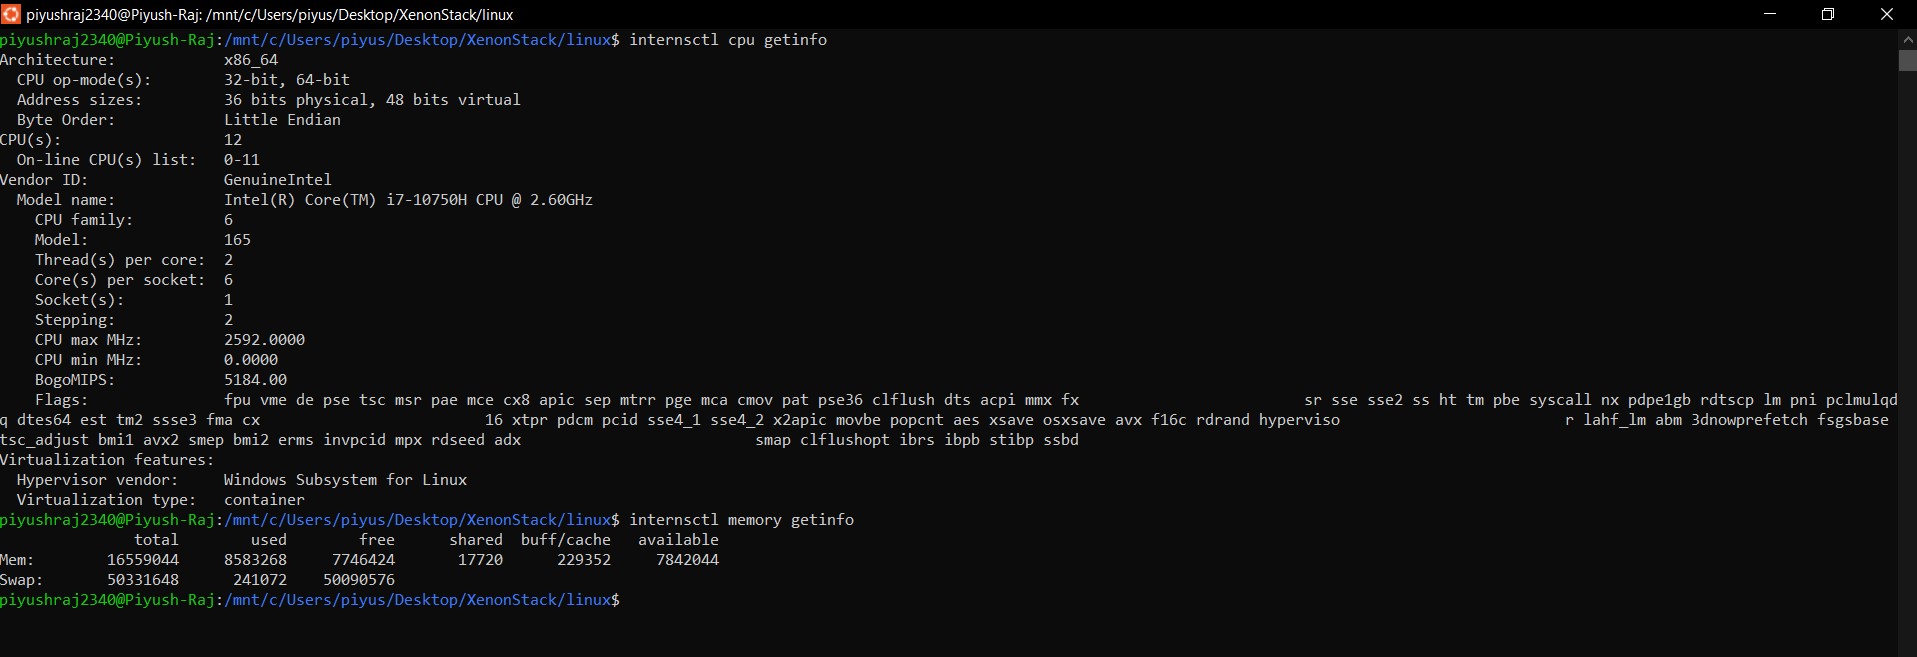 piyushraj2340@Piyush-Raj: /mnt/c/Users/piyus/Desktop/XenonStack/linux
piyushraj2340@Piyush-Raj:/mnt/c/Users/piyus/Desktop/XenonStack/linux$ internsctl cpu getinfo
Architecture:            x86_64
  CPU op-mode(s):        32-bit, 64-bit
  Address sizes:         36 bits physical, 48 bits virtual
  Byte Order:            Little Endian
CPU(s):                  12
  On-line CPU(s) list:   0-11
Vendor ID:               GenuineIntel
  Model name:            Intel(R) Core(TM) i7-10750H CPU @ 2.60GHz
    CPU family:          6
    Model:               165
    Thread(s) per core:  2
    Core(s) per socket:  6
    Socket(s):           1
    Stepping:            2
    CPU max MHz:         2592.0000
    CPU min MHz:         0.0000
    BogoMIPS:            5184.00
    Flags:               fpu vme de pse tsc msr pae mce cx8 apic sep mtrr pge mca cmov pat pse36 clflush dts acpi mmx fx                         sr sse sse2 ss ht tm pbe syscall nx pdpe1gb rdtscp lm pni pclmulqd
q dtes64 est tm2 ssse3 fma cx                         16 xtpr pdcm pcid sse4_1 sse4_2 x2apic movbe popcnt aes xsave osxsave avx f16c rdrand hyperviso                         r lahf_lm abm 3dnowprefetch fsgsbase
tsc_adjust bmi1 avx2 smep bmi2 erms invpcid mpx rdseed adx                          smap clflushopt ibrs ibpb stibp ssbd
Virtualization features:
  Hypervisor vendor:     Windows Subsystem for Linux
  Virtualization type:   container
piyushraj2340@Piyush-Raj:/mnt/c/Users/piyus/Desktop/XenonStack/linux$ internsctl memory getinfo
               total        used        free      shared  buff/cache   available
Mem:        16559044     8583268     7746424       17720      229352     7842044
Swap:       50331648      241072    50090576
piyushraj2340@Piyush-Raj:/mnt/c/Users/piyus/Desktop/XenonStack/linux$